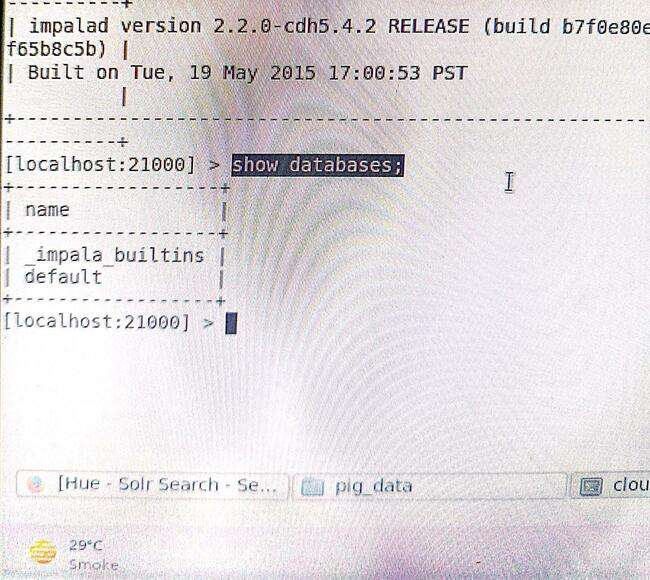 ----------+
| impalad version 2.2.0-cdh5.4.2 RELEASE (build b7f0e80e
f65b8c5b) |
| Built on Tue, 19 May 2015 17:00:53 PST
|
+-------------------------------------------------------
----------+
[localhost:21000] > show databases;
+------------------+
| name             |
+------------------+
| _impala_builtins |
| default          |
+------------------+
[localhost:21000] >
[Hue - Solr Search - Se...
pig_data
clou
29°C
Smoke